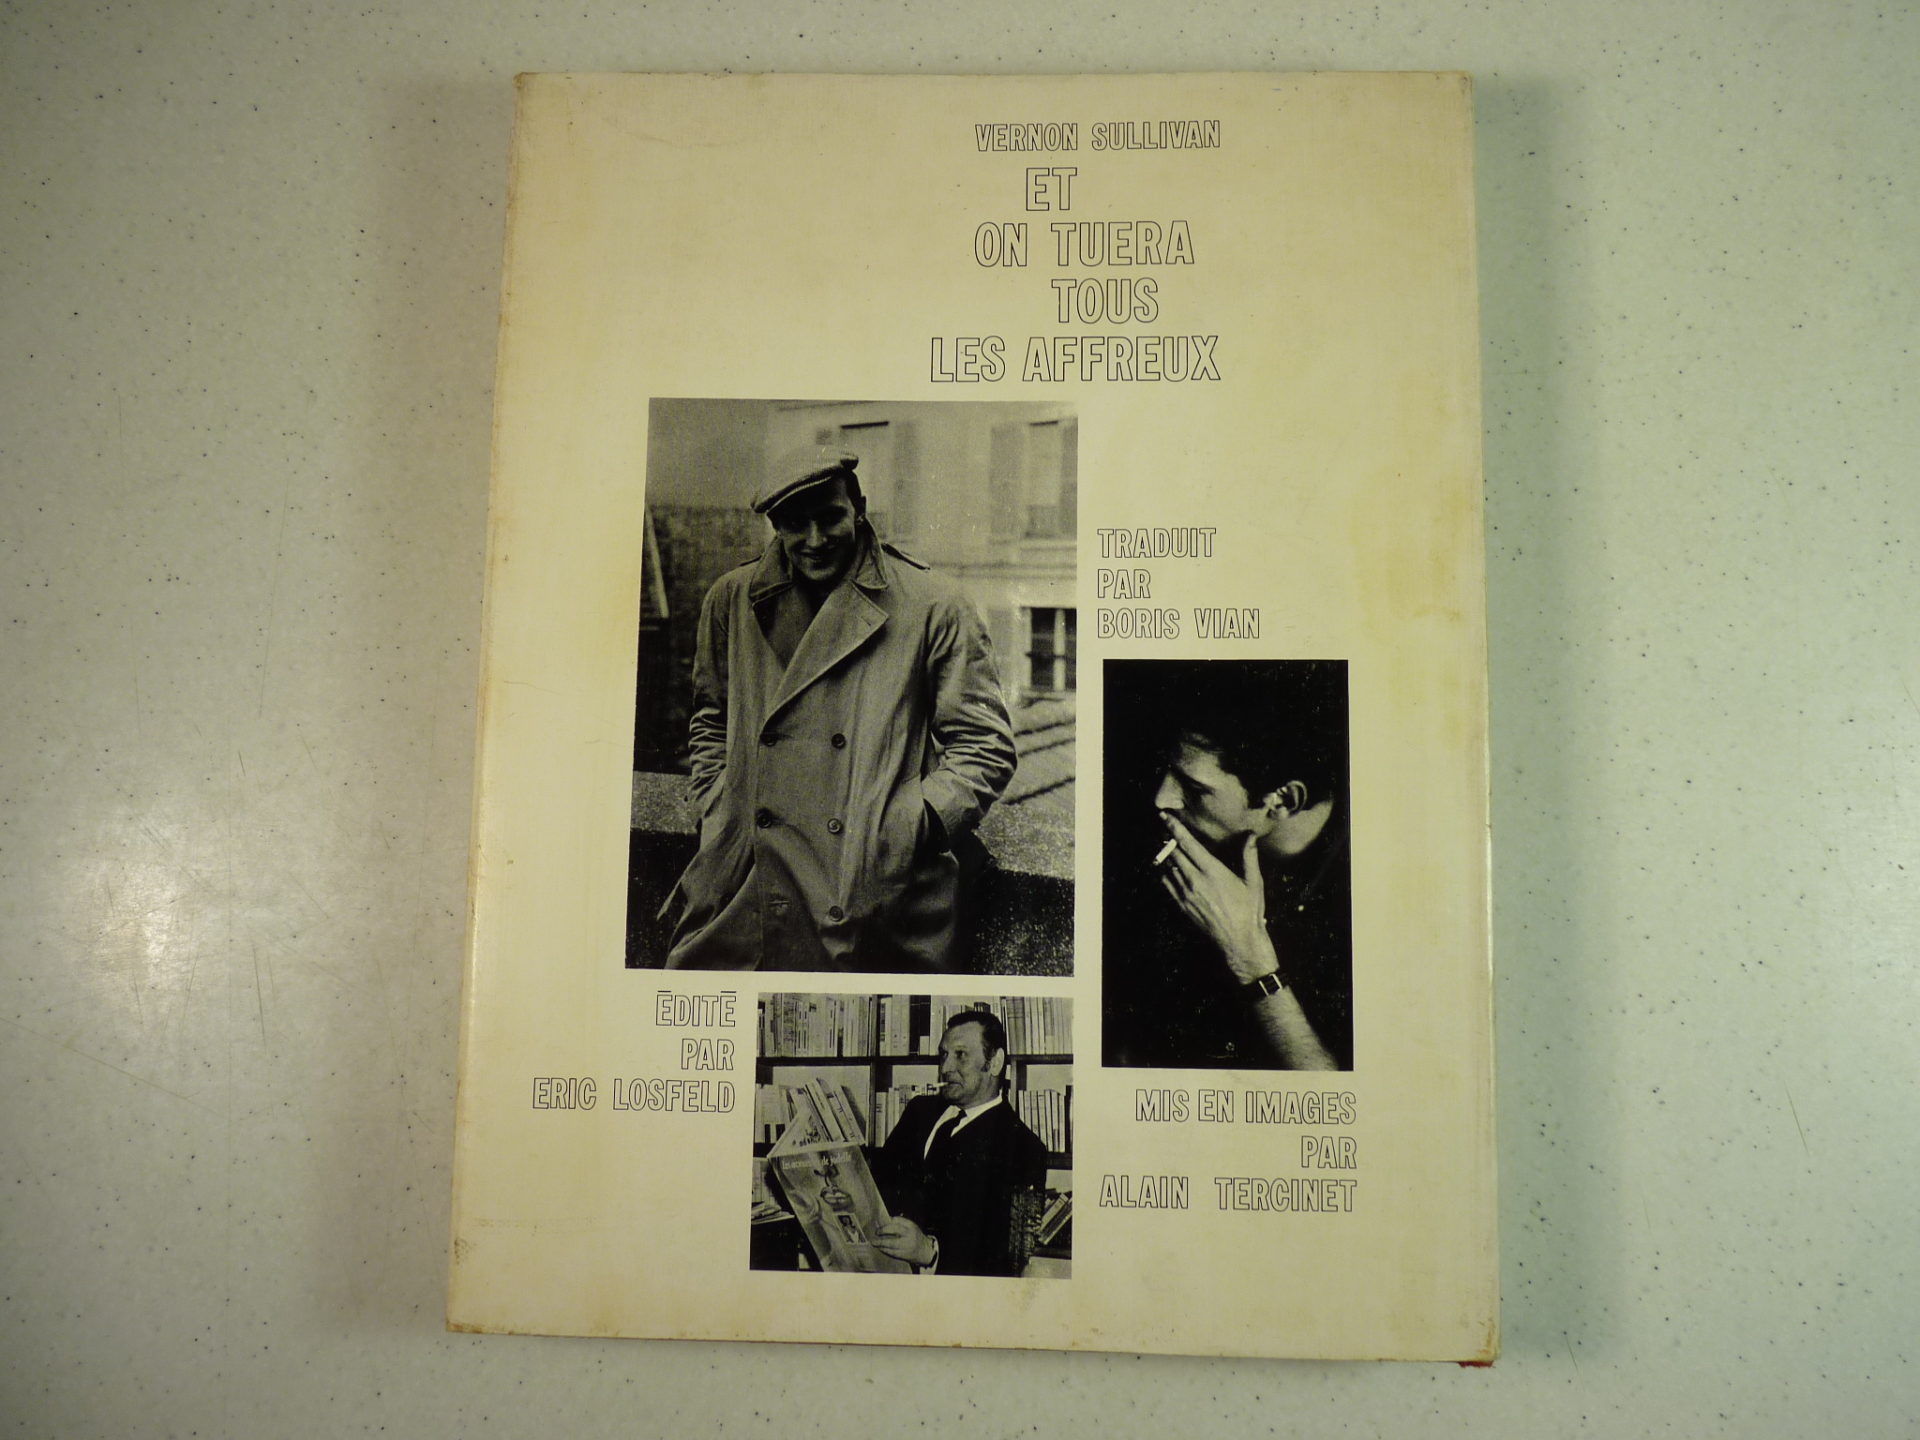 VERNON SULLIVAN
ET
ON TUERA
TOUS
LES AFFREUX
TRADUIT
PAR
BORIS VIAN
ÉDITÉ
PAR
ERIC LOSFELD
MIS EN IMAGES
PAR
ALAIN TERCINET